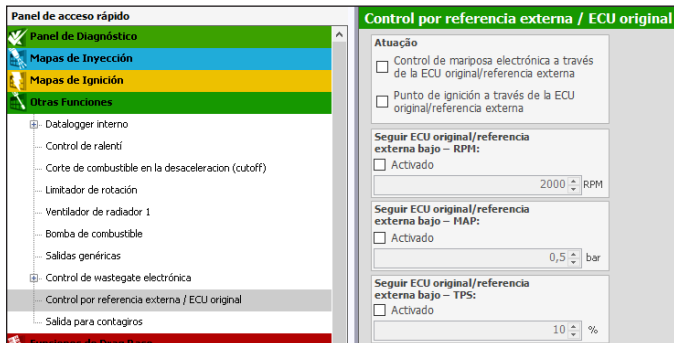 Panel de acceso rápido
Panel de Diagnóstico
Mapas de Inyección
Mapas de Ignición
Otras Funciones
Datalogger interno
Control de ralentí
Corte de combustible en la desaceleracion (cutoff)
Limitador de rotación
Ventilador de radiador 1
Bomba de combustible
Salidas genéricas
Control de wastegate electrónica
Control por referencia externa / ECU original
Salida para contagiros
Control por referencia externa / ECU original
Atuação
Control de mariposa electrónica a través
de la ECU original/referencia externa
Punto de ignición a través de la ECU
original/referencia externa
Seguir ECU original/referencia
externa bajo – RPM:
Activado
2000 RPM
Seguir ECU original/referencia
externa bajo – MAP:
Activado
0,5 bar
Seguir ECU original/referencia
externa bajo – TPS:
Activado
10 %